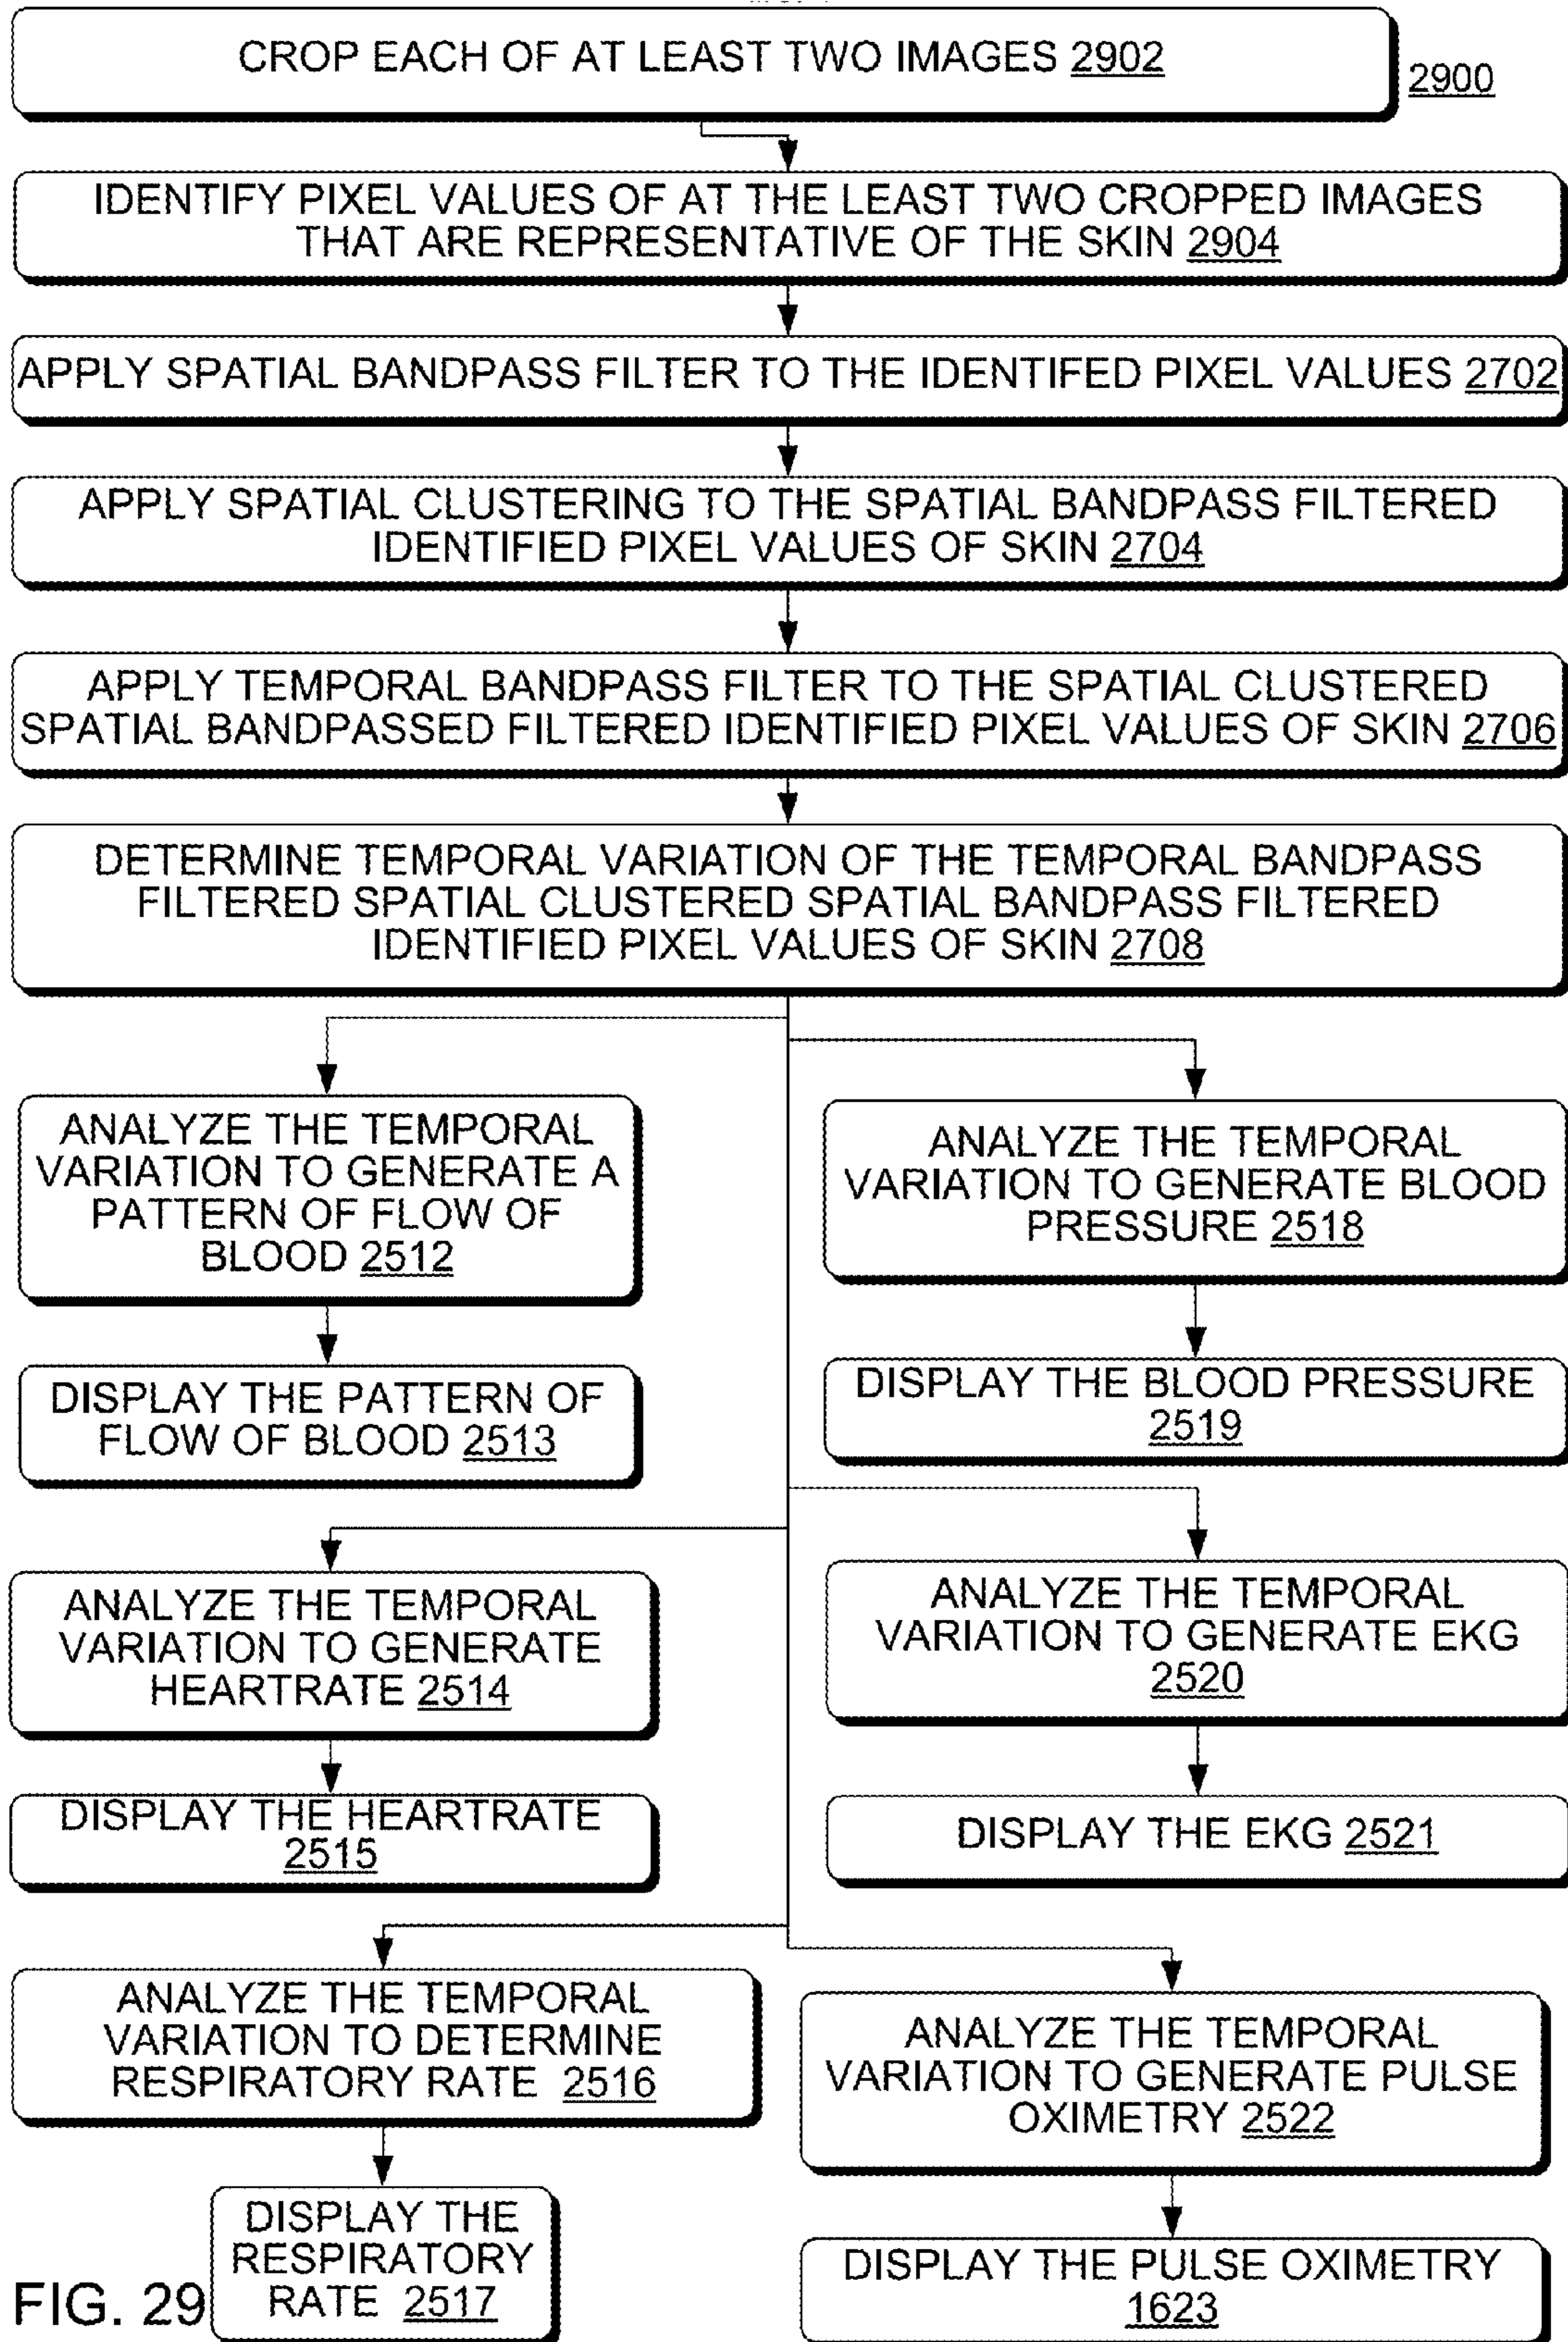 CROP EACH OF AT LEAST TWO IMAGES 2902
2900
IDENTIFY PIXEL VALUES OF AT THE LEAST TWO CROPPED IMAGES
THAT ARE REPRESENTATIVE OF THE SKIN 2904
APPLY SPATIAL BANDPASS FILTER TO THE IDENTIFED PIXEL VALUES 2702
APPLY SPATIAL CLUSTERING TO THE SPATIAL BANDPASS FILTERED
IDENTIFIED PIXEL VALUES OF SKIN 2704
APPLY TEMPORAL BANDPASS FILTER TO THE SPATIAL CLUSTERED
SPATIAL BANDPASSED FILTERED IDENTIFIED PIXEL VALUES OF SKIN 2706
DETERMINE TEMPORAL VARIATION OF THE TEMPORAL BANDPASS
FILTERED SPATIAL CLUSTERED SPATIAL BANDPASS FILTERED
IDENTIFIED PIXEL VALUES OF SKIN 2708
ANALYZE THE TEMPORAL
VARIATION TO GENERATE A
PATTERN OF FLOW OF
BLOOD 2512
ANALYZE THE TEMPORAL
VARIATION TO GENERATE BLOOD
PRESSURE 2518
DISPLAY THE PATTERN OF
FLOW OF BLOOD 2513
DISPLAY THE BLOOD PRESSURE
2519
ANALYZE THE TEMPORAL
VARIATION TO GENERATE
HEARTRATE 2514
ANALYZE THE TEMPORAL
VARIATION TO GENERATE EKG
2520
DISPLAY THE HEARTRATE
2515
DISPLAY THE EKG 2521
ANALYZE THE TEMPORAL
VARIATION TO DETERMINE
RESPIRATORY RATE 2516
ANALYZE THE TEMPORAL
VARIATION TO GENERATE PULSE
OXIMETRY 2522
DISPLAY THE
RESPIRATORY
RATE 2517
DISPLAY THE PULSE OXIMETRY
1623
FIG. 29